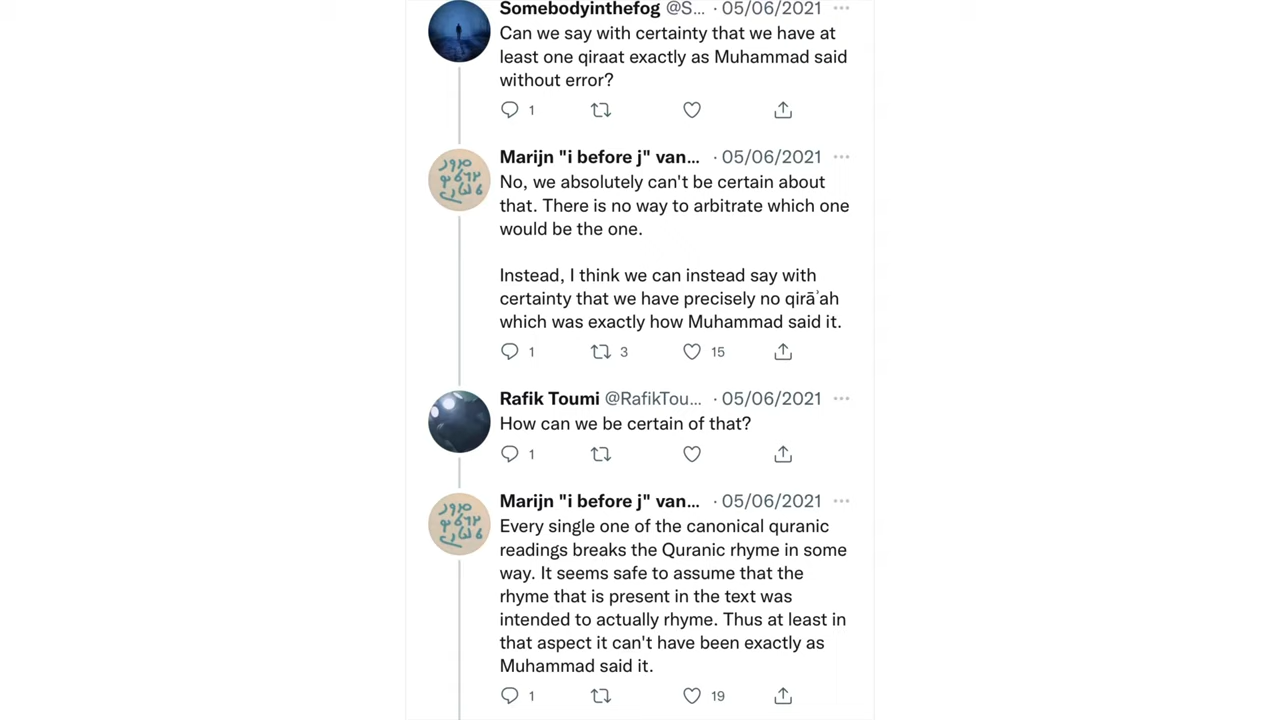 Somebodyinthefog @S... · 05/06/2021 ···
Can we say with certainty that we have at
least one qiraat exactly as Muhammad said
without error?
1
Marijn "i before j" van... · 05/06/2021 ···
No, we absolutely can't be certain about
that. There is no way to arbitrate which one
would be the one.
Instead, I think we can instead say with
certainty that we have precisely no qirāʾah
which was exactly how Muhammad said it.
1 3 15
Rafik Toumi @RafikTou... · 05/06/2021 ···
How can we be certain of that?
1
Marijn "i before j" van... · 05/06/2021 ···
Every single one of the canonical quranic
readings breaks the Quranic rhyme in some
way. It seems safe to assume that the
rhyme that is present in the text was
intended to actually rhyme. Thus at least in
that aspect it can't have been exactly as
Muhammad said it.
1 19